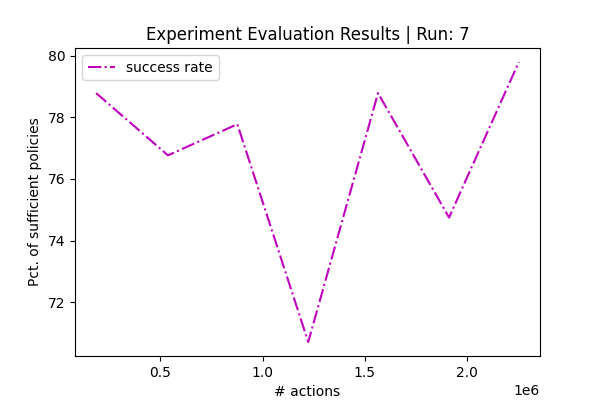 Experiment Evaluation Results | Run: 7
success rate
Pct. of sufficient policies
80
78
76
74
72
0.5 1.0 1.5 2.0
1e6
# actions